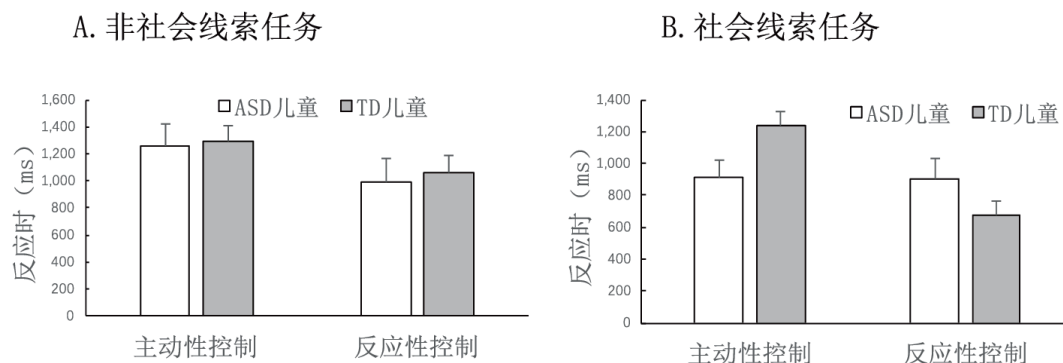 A. 非社会线索任务
反应时（ms）
1,600
1,400
1,200
1,000
800
600
400
200
0
ASD儿童 TD儿童
主动性控制 反应性控制
B. 社会线索任务
反应时（ms）
1,400
1,200
1,000
800
600
400
200
0
ASD儿童 TD儿童
主动性控制 反应性控制